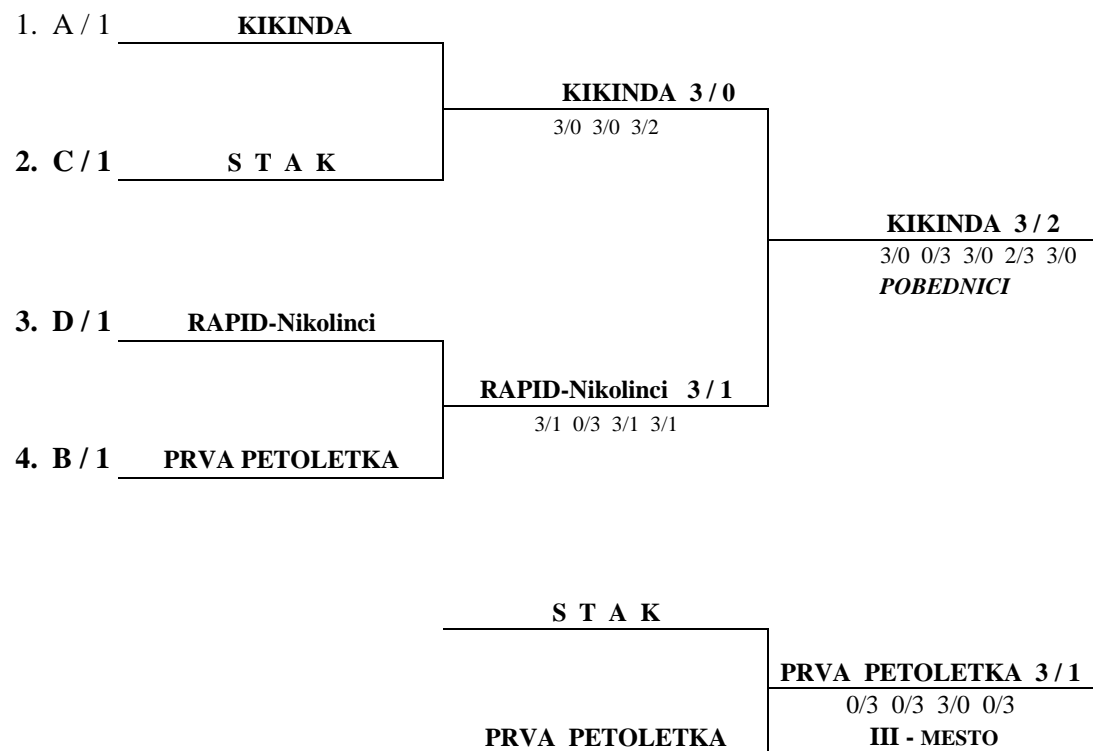 1. A / 1 KIKINDA
KIKINDA 3 / 0
3/0 3/0 3/2
2. C / 1 S T A K
KIKINDA 3 / 2
3/0 0/3 3/0 2/3 3/0
POBEDNICI
3. D / 1 RAPID-Nikolinci
RAPID-Nikolinci 3 / 1
3/1 0/3 3/1 3/1
4. B / 1 PRVA PETOLETKA
S T A K
PRVA PETOLETKA 3 / 1
0/3 0/3 3/0 0/3
PRVA PETOLETKA III - MESTO